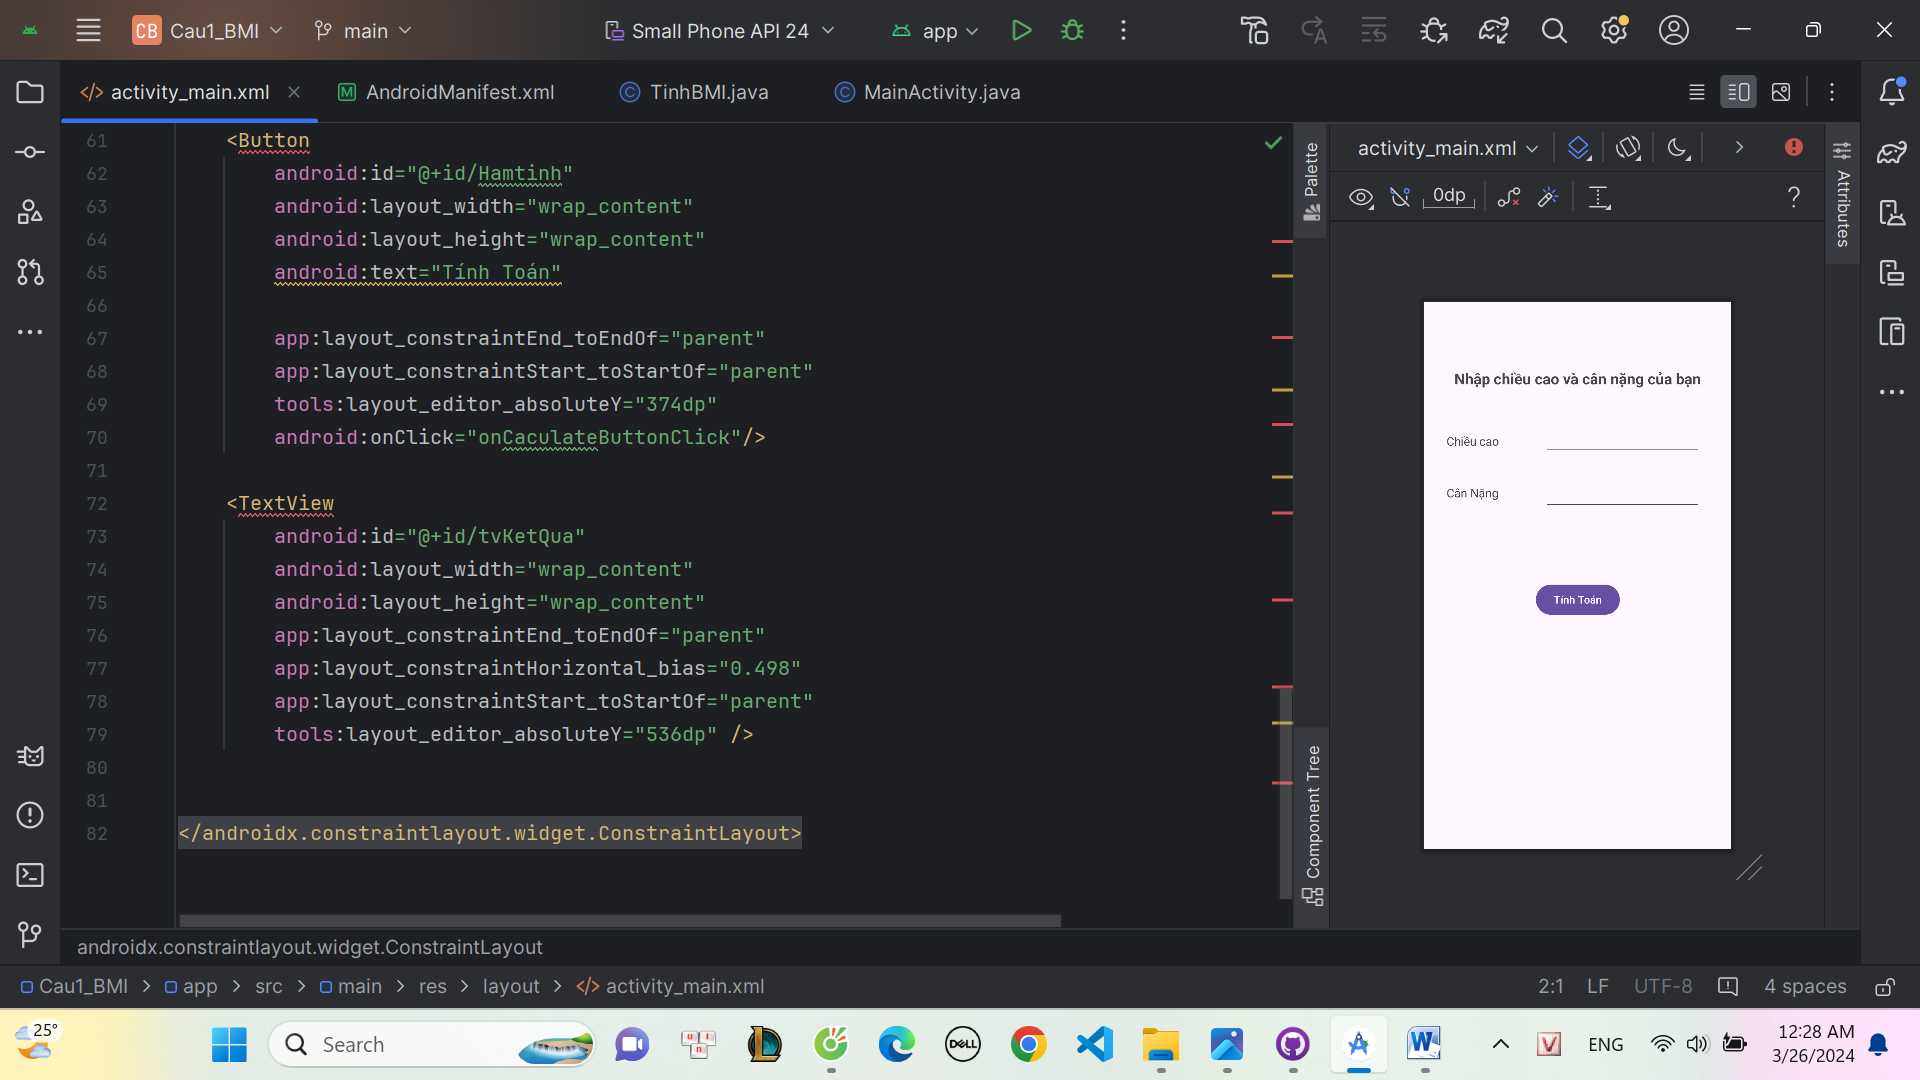 CB Cau1_BMI main Small Phone API 24 app
activity_main.xml AndroidManifest.xml TinhBMI.java MainActivity.java
61 <Button
62 android:id="@+id/Hamtinh"
63 android:layout_width="wrap_content"
64 android:layout_height="wrap_content"
65 android:text="Tính Toán"
66
67 app:layout_constraintEnd_toEndOf="parent"
68 app:layout_constraintStart_toStartOf="parent"
69 tools:layout_editor_absoluteY="374dp"
70 android:onClick="onCaculateButtonClick"/>
71
72 <TextView
73 android:id="@+id/tvKetQua"
74 android:layout_width="wrap_content"
75 android:layout_height="wrap_content"
76 app:layout_constraintEnd_toEndOf="parent"
77 app:layout_constraintHorizontal_bias="0.498"
78 app:layout_constraintStart_toStartOf="parent"
79 tools:layout_editor_absoluteY="536dp" />
80
81
82 </androidx.constraintlayout.widget.ConstraintLayout>
Palette
Component Tree
activity_main.xml
0dp
?
Attributes
Nhập chiều cao và cân nặng của bạn
Chiều cao
Cân Nặng
Tính Toán
androidx.constraintlayout.widget.ConstraintLayout
Cau1_BMI > app > src > main > res > layout > activity_main.xml
2:1 LF UTF-8 4 spaces
25°
Search
DELL
ENG
12:28 AM
3/26/2024